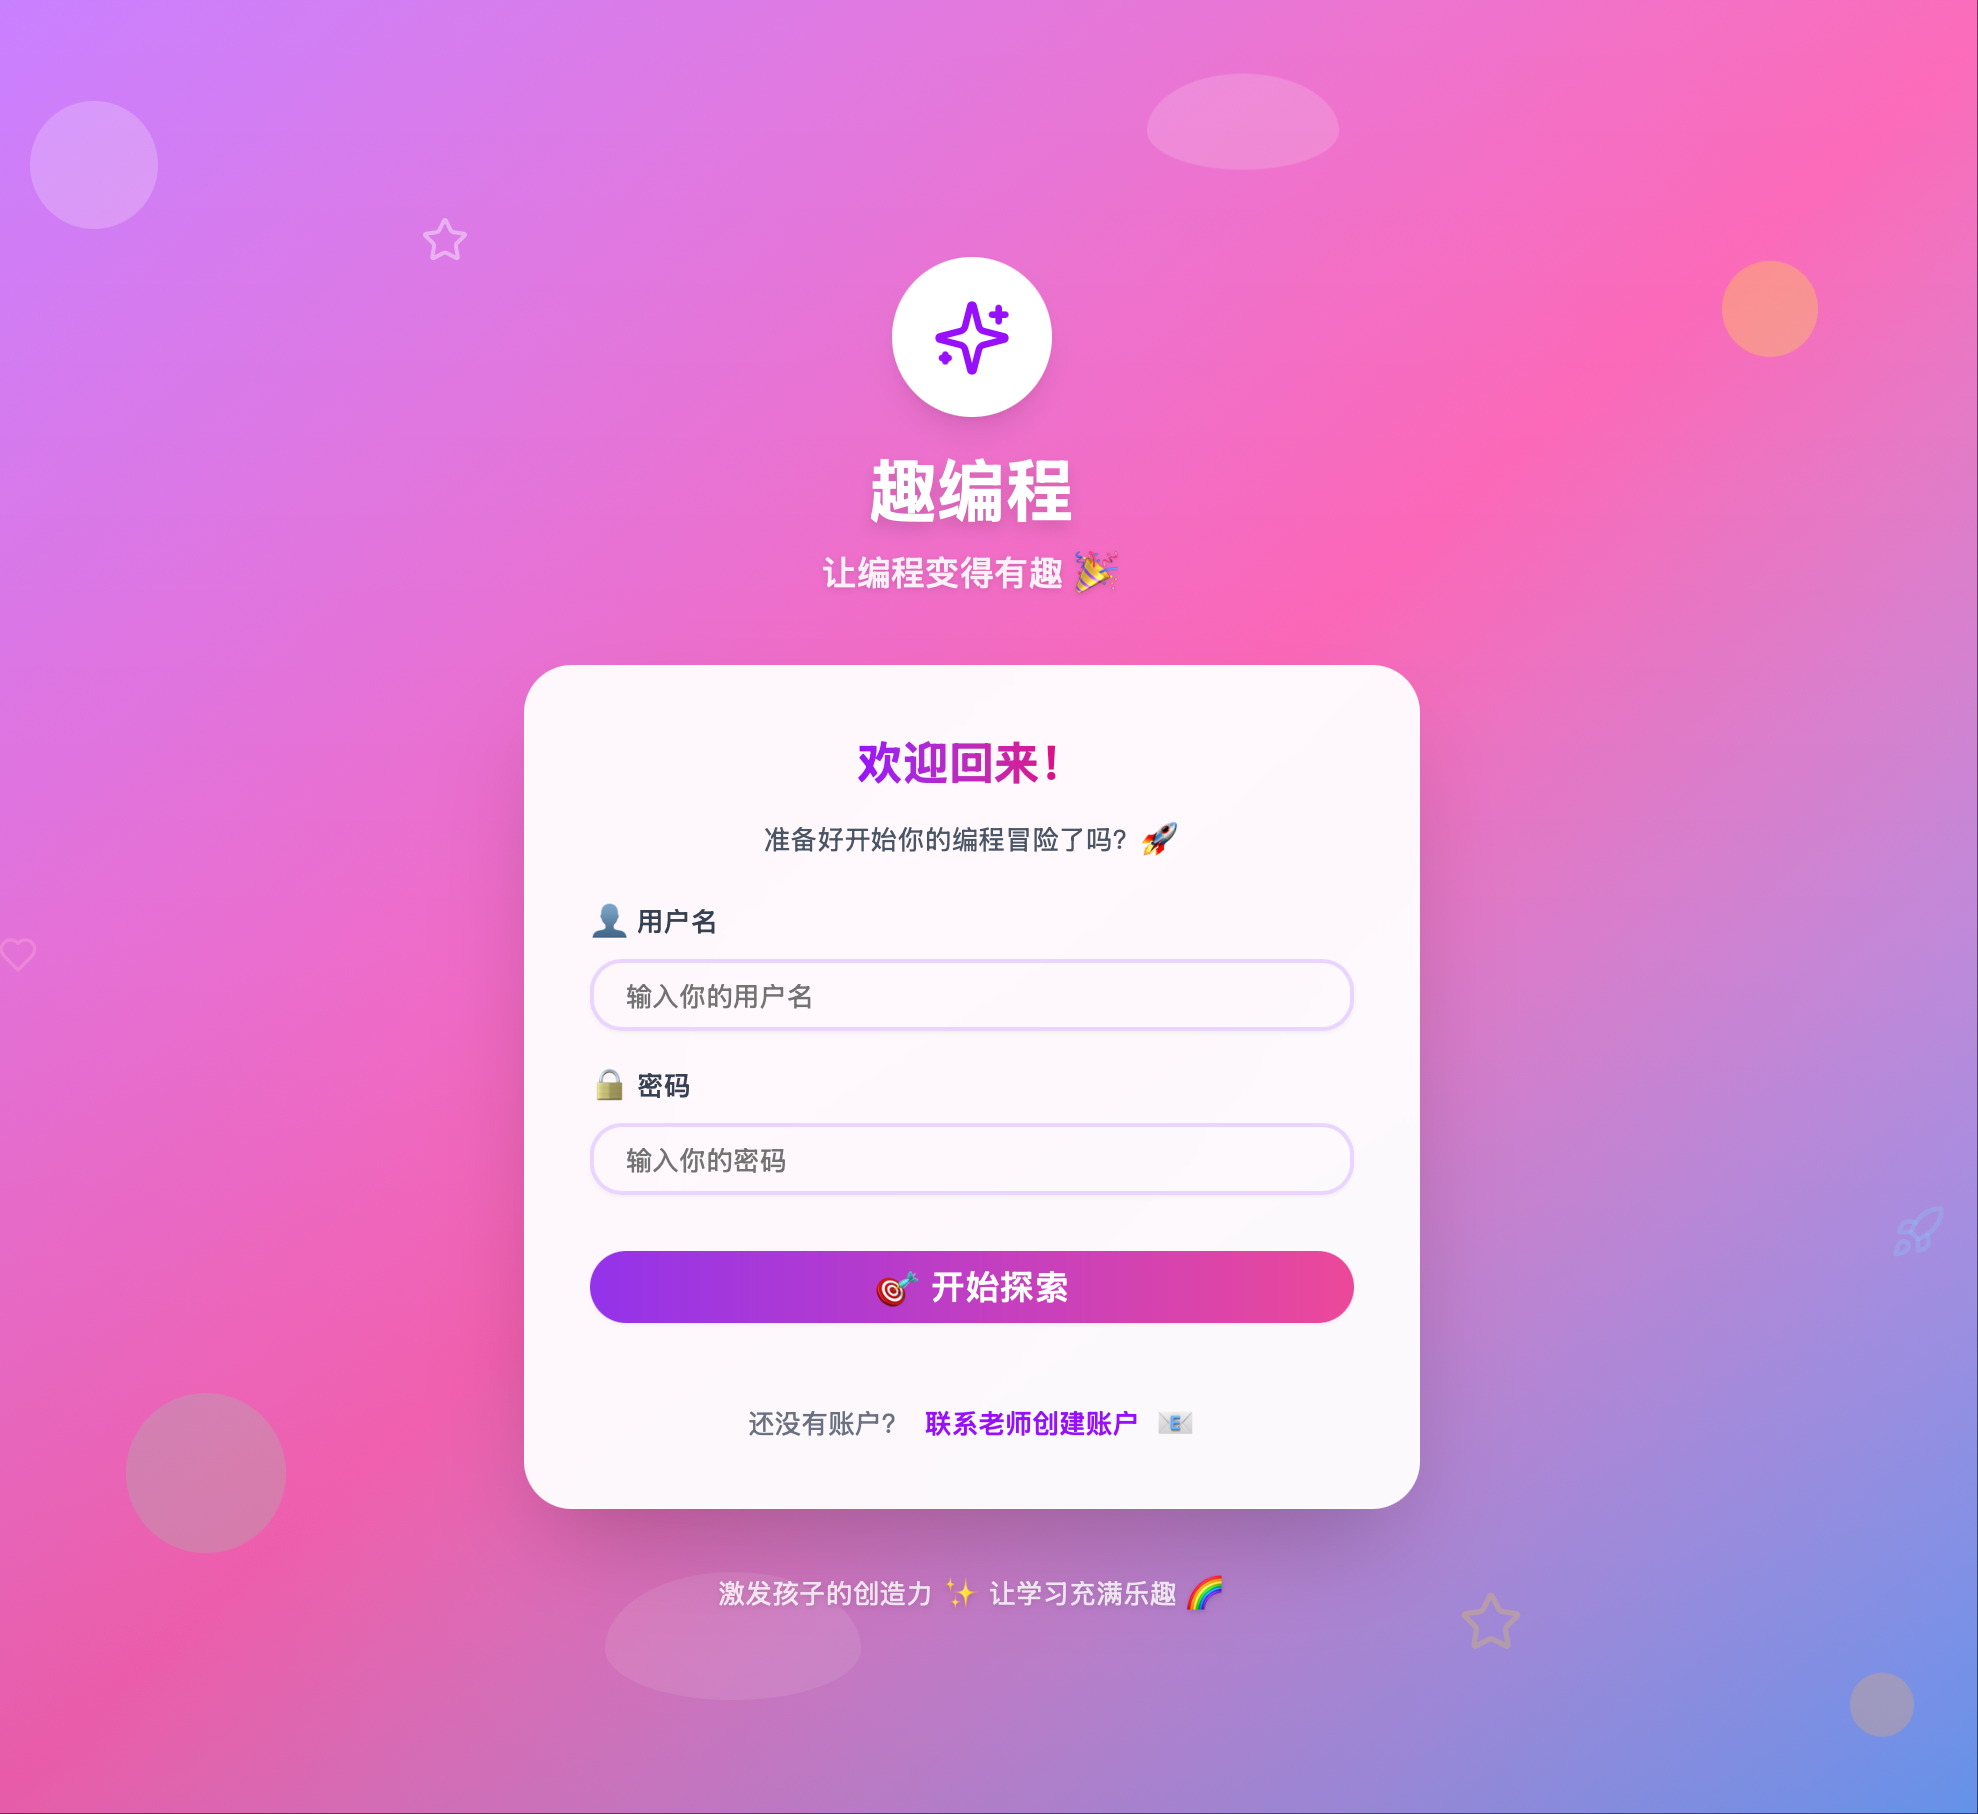 趣编程
让编程变得有趣 🎉
欢迎回来！
准备好开始你的编程冒险了吗？ 🚀
👤 用户名
输入你的用户名
🔒 密码
输入你的密码
🎯 开始探索
还没有账户？ 联系老师创建账户 📧
激发孩子的创造力 ✨ 让学习充满乐趣 🌈